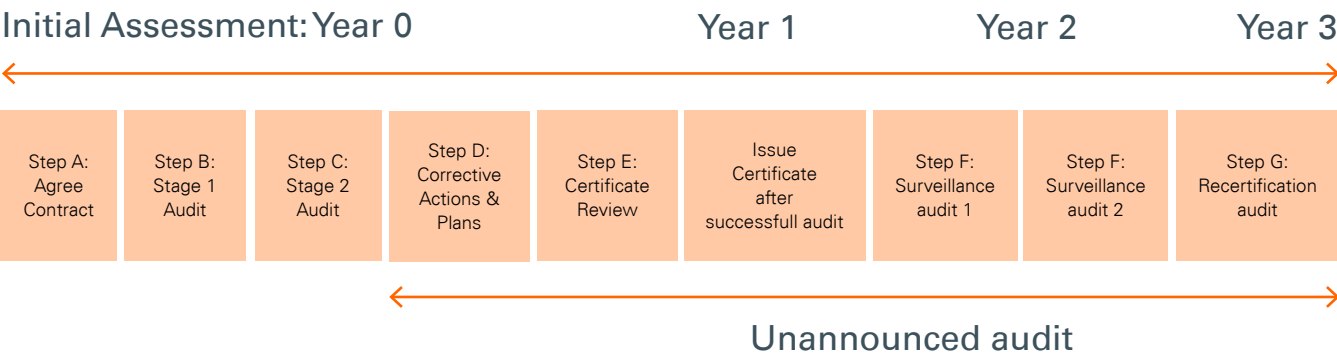 Initial Assessment: Year 0
Year 1
Year 2
Year 3
Step A:
Agree
Contract
Step B:
Stage 1
Audit
Step C:
Stage 2
Audit
Step D:
Corrective
Actions &
Plans
Step E:
Certificate
Review
Issue
Certificate
after
successfull audit
Step F:
Surveillance
audit 1
Step F:
Surveillance
audit 2
Step G:
Recertification
audit
Unannounced audit